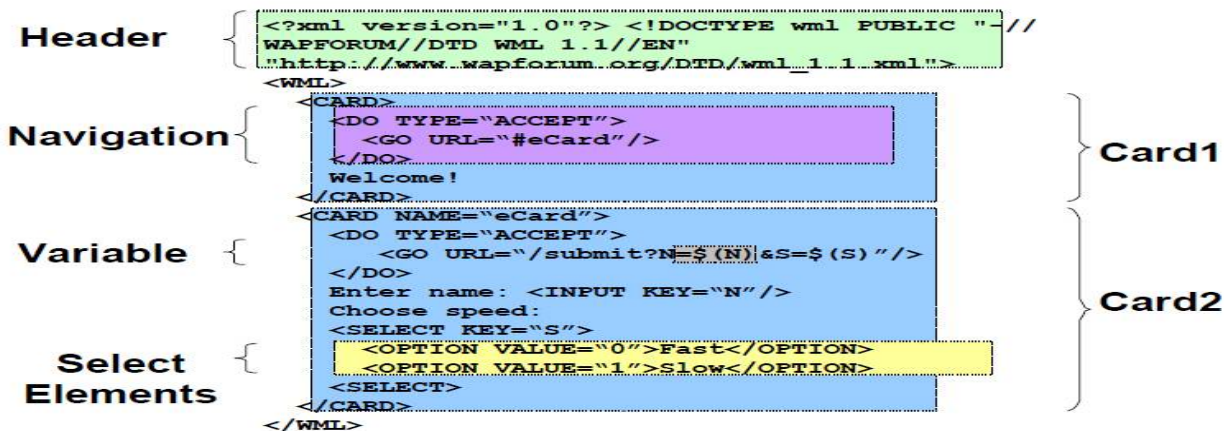 Header
<?xml version="1.0"?> <!DOCTYPE wml PUBLIC "-//
WAPFORUM//DTD WML 1.1//EN"
"http://www.wapforum.org/DTD/wml_1.1.xml">
<WML>
<CARD>
Navigation
<DO TYPE=“ACCEPT”>
<GO URL=“#eCard”/>
</DO>
Welcome!
</CARD>
Card1
<CARD NAME=“eCard”>
<DO TYPE=“ACCEPT”>
Variable
<GO URL=“/submit?N=$(N)&S=$(S)”/>
</DO>
Enter name: <INPUT KEY=“N”/>
Choose speed:
<SELECT KEY=“S”>
Card2
Select
Elements
<OPTION VALUE=“0”>Fast</OPTION>
<OPTION VALUE=“1”>Slow</OPTION>
<SELECT>
</CARD>
</WML>